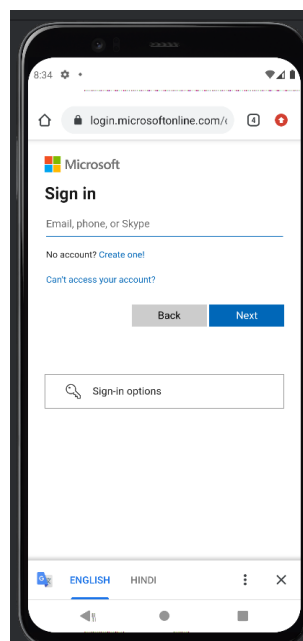 8:34
login.microsoftonline.com/
4
Microsoft
Sign in
Email, phone, or Skype
No account? Create one!
Can't access your account?
Back Next
Sign-in options
ENGLISH HINDI